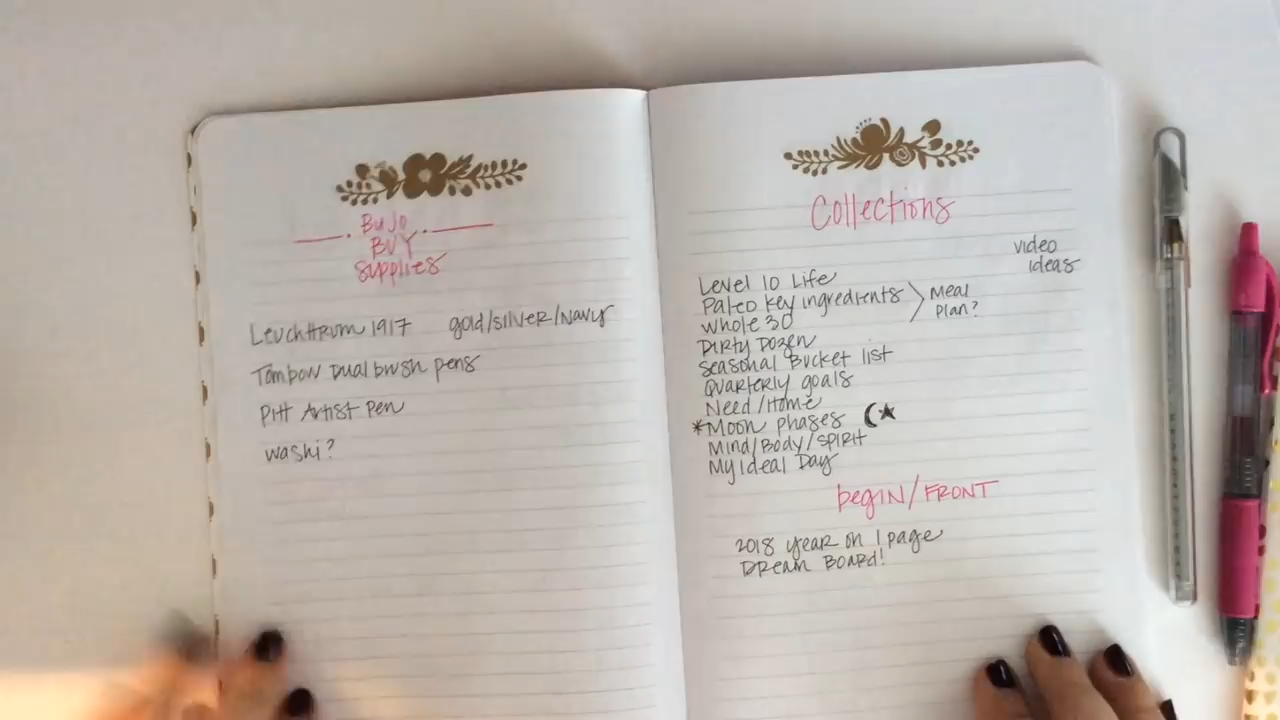 BuJo
BUY
supplies
Leuchttrum 1917 gold/silver/Navy
Tombow Dual brush pens
Pitt Artist Pen
washi?
Collections
video
ideas
Level 10 Life
Paleo key ingredients
Meal
Plan?
Whole 30
Dirty Dozen
Seasonal Bucket list
Quarterly goals
Need/Home
*Moon phases
Mind/Body/Spirit
My Ideal Day
begin/FRONT
2018 year on 1 page
Dream Board!